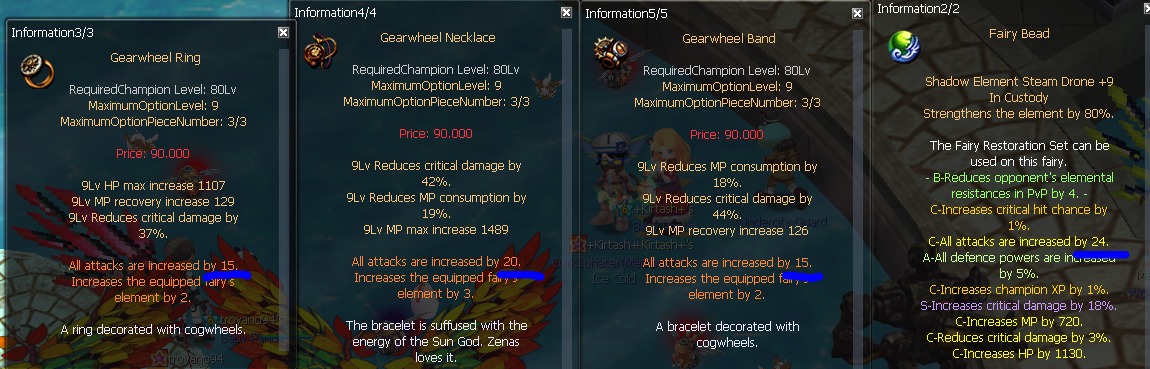 Information3/3
Gearwheel Ring
RequiredChampion Level: 80Lv
MaximumOptionLevel: 9
MaximumOptionPieceNumber: 3/3
Price: 90.000
9Lv HP max increase 1107
9Lv MP recovery increase 129
9Lv Reduces critical damage by
37%.
All attacks are increased by 15.
Increases the equipped fairy's
element by 2.
A ring decorated with cogwheels.
troyano94
troyano94
Information4/4
Gearwheel Necklace
RequiredChampion Level: 80Lv
MaximumOptionLevel: 9
MaximumOptionPieceNumber: 3/3
Price: 90.000
9Lv Reduces critical damage by
42%.
9Lv Reduces MP consumption by
19%.
9Lv MP max increase 1489
All attacks are increased by 20.
Increases the equipped fairy's
element by 3.
The bracelet is suffused with the
energy of the Sun God. Zenas
loves it.
Information5/5
Gearwheel Band
RequiredChampion Level: 80Lv
MaximumOptionLevel: 9
MaximumOptionPieceNumber: 3/3
Price: 90.000
9Lv Reduces MP consumption by
18%.
9Lv Reduces critical damage by
44%.
9Lv MP recovery increase 126
All attacks are increased by 15.
Increases the equipped fairy's
element by 2.
A bracelet decorated with
cogwheels.
+Kirtash+'s
+Kirtash+Kirtash+'s
Ice Cold
Guard
Information2/2
Fairy Bead
Shadow Element Steam Drone +9
In Custody
Strengthens the element by 80%.
The Fairy Restoration Set can be
used on this fairy.
- B-Reduces opponent's elemental
resistances in PvP by 4. -
C-Increases critical hit chance by
1%.
C-All attacks are increased by 24.
A-All defence powers are increased
by 5%.
C-Increases champion XP by 1%.
S-Increases critical damage by 18%.
C-Increases MP by 720.
C-Reduces critical damage by 3%.
C-Increases HP by 1130.